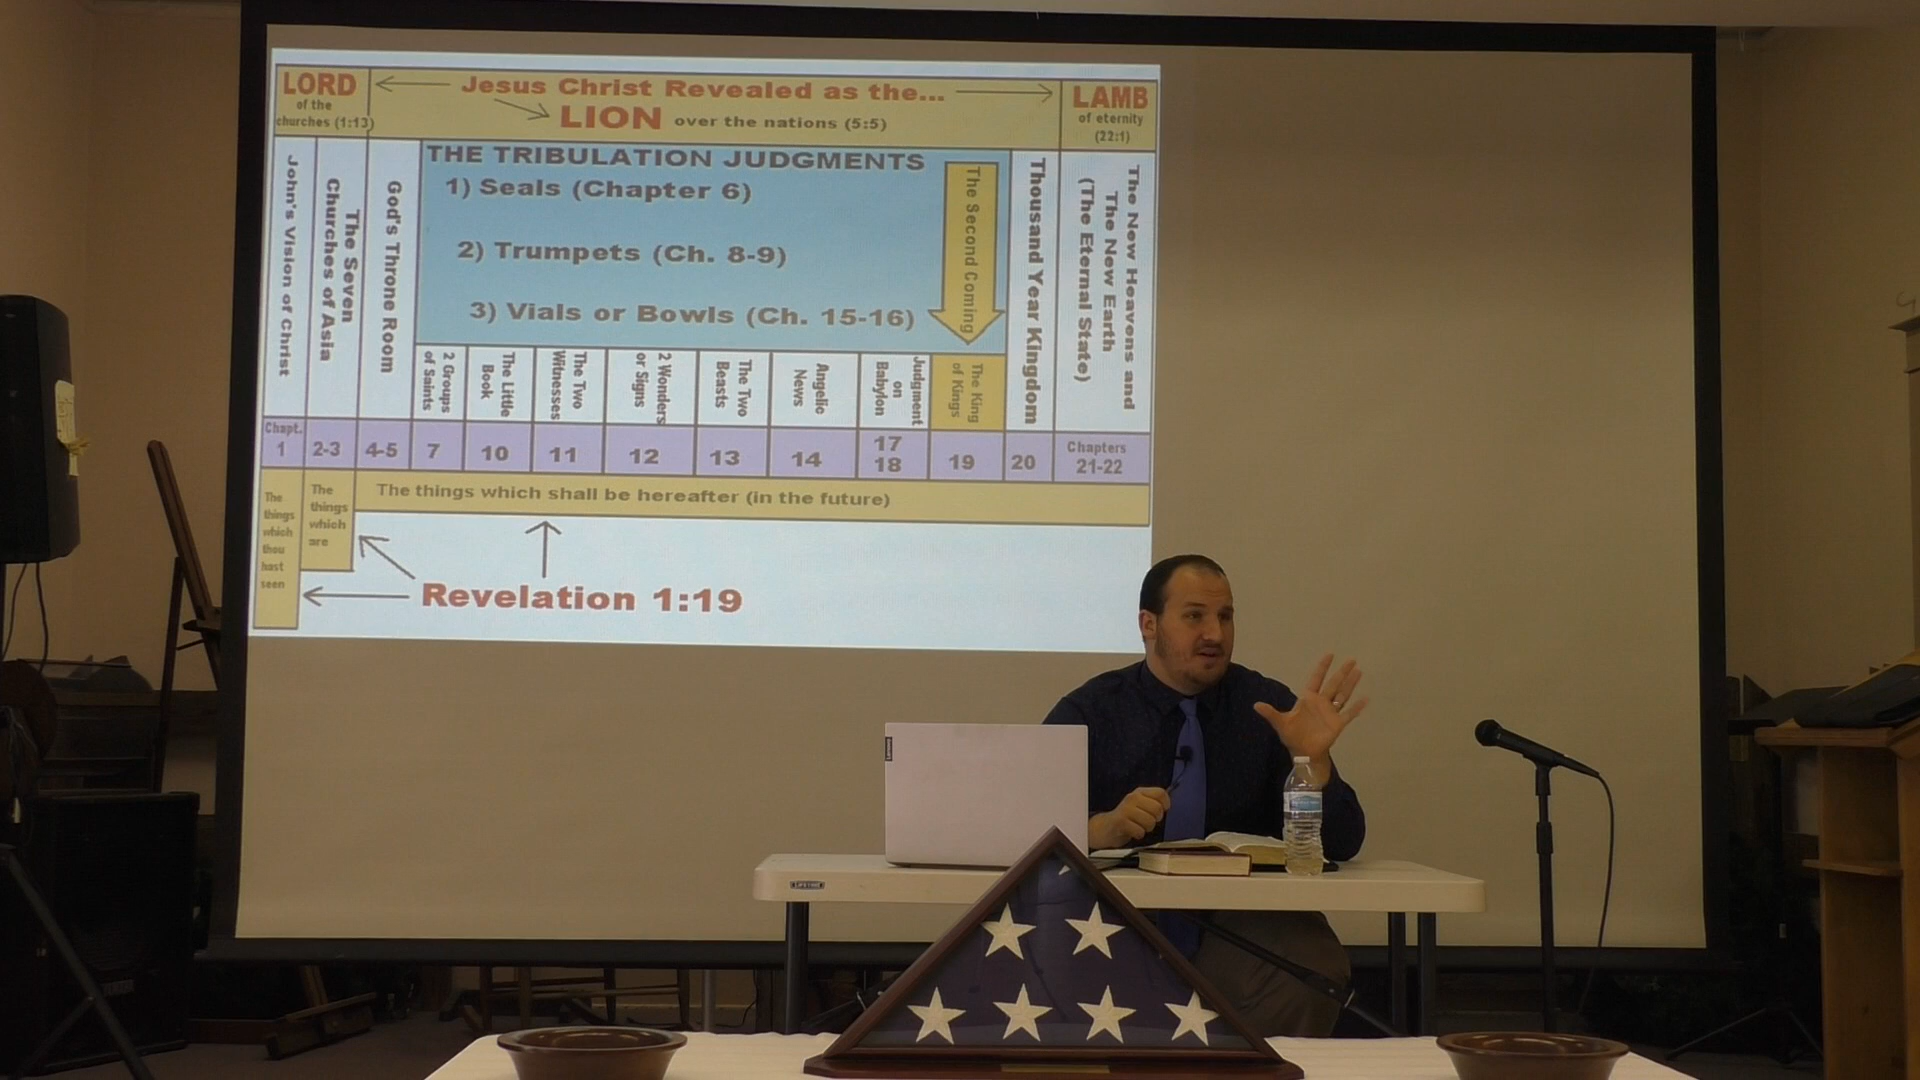 LORD
of the
churches (1:13)
Jesus Christ Revealed as the...
LION over the nations (5:5)
LAMB
of eternity
(22:1)
John's Vision of Christ
The Seven
Churches of Asia
God's Throne Room
THE TRIBULATION JUDGMENTS
1) Seals (Chapter 6)
2) Trumpets (Ch. 8-9)
3) Vials or Bowls (Ch. 15-16)
The Second Coming
Thousand Year Kingdom
The New Heavens and
The New Earth
(The Eternal State)
2 Groups
of Saints
The Little
Book
The Two
Witnesses
2 Wonders
or Signs
The Two
Beasts
Angelic
News
Judgment
on
Babylon
The King
of Kings
Chapt.
1
2-3
4-5
7
10
11
12
13
14
17
18
19
20
Chapters
21-22
The
things
which
thou
hast
seen
The
things
which
are
The things which shall be hereafter (in the future)
Revelation 1:19
Lenovo
LIFETIME